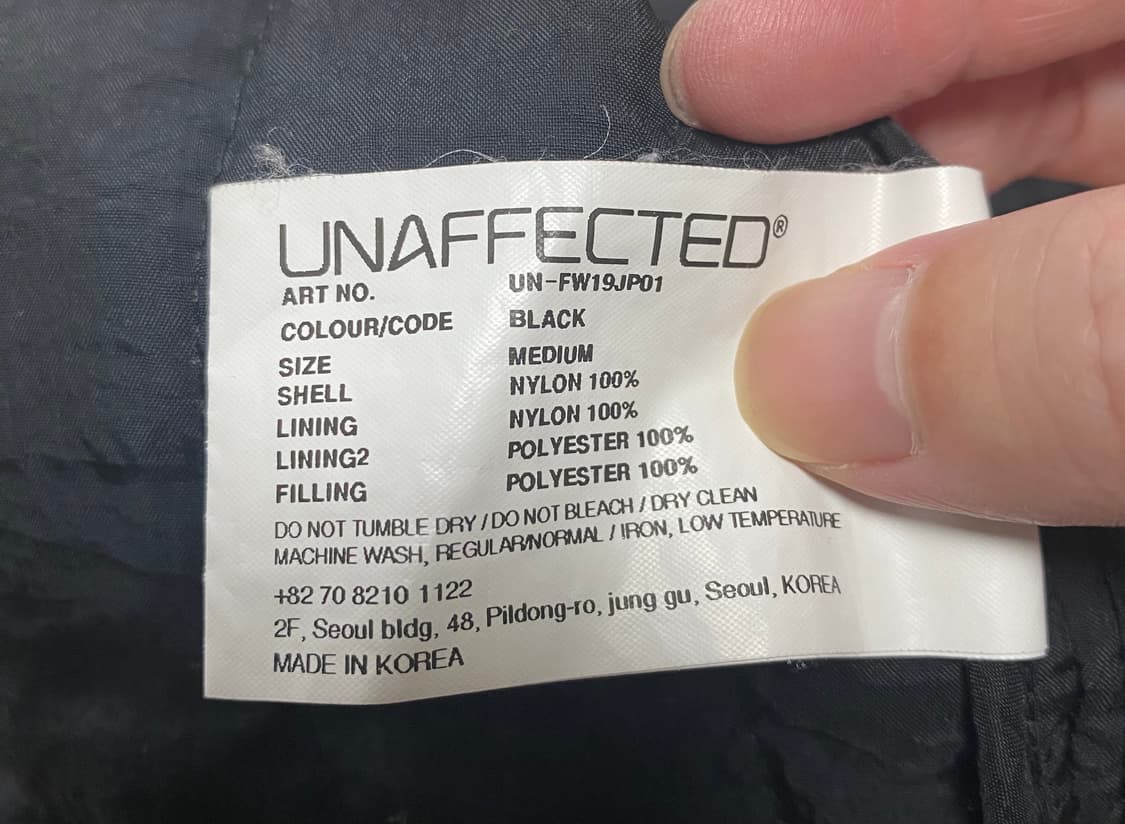 UNAFFECTED®
ART NO. UN-FW19JP01
COLOUR/CODE BLACK
SIZE MEDIUM
SHELL NYLON 100%
LINING NYLON 100%
LINING2 POLYESTER 100%
FILLING POLYESTER 100%
DO NOT TUMBLE DRY / DO NOT BLEACH / DRY CLEAN
MACHINE WASH, REGULAR/NORMAL / IRON, LOW TEMPERATURE
+82 70 8210 1122
2F, Seoul bldg, 48, Pildong-ro, jung gu, Seoul, KOREA
MADE IN KOREA